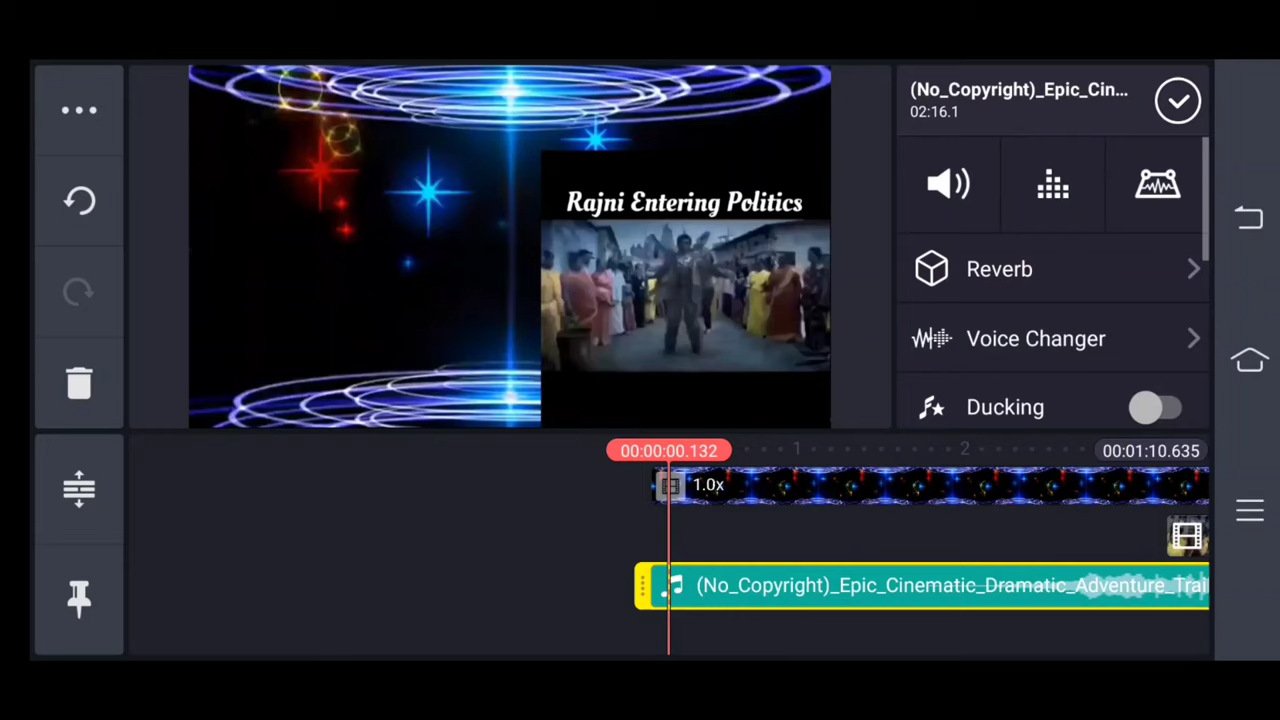 (No_Copyright)_Epic_Cin...
02:16.1
Rajni Entering Politics
Reverb
Voice Changer
Ducking
00:00:00.132
1
2
00:01:10.635
1.0x
(No_Copyright)_Epic_Cinematic_Dramatic_Adventure_Trai